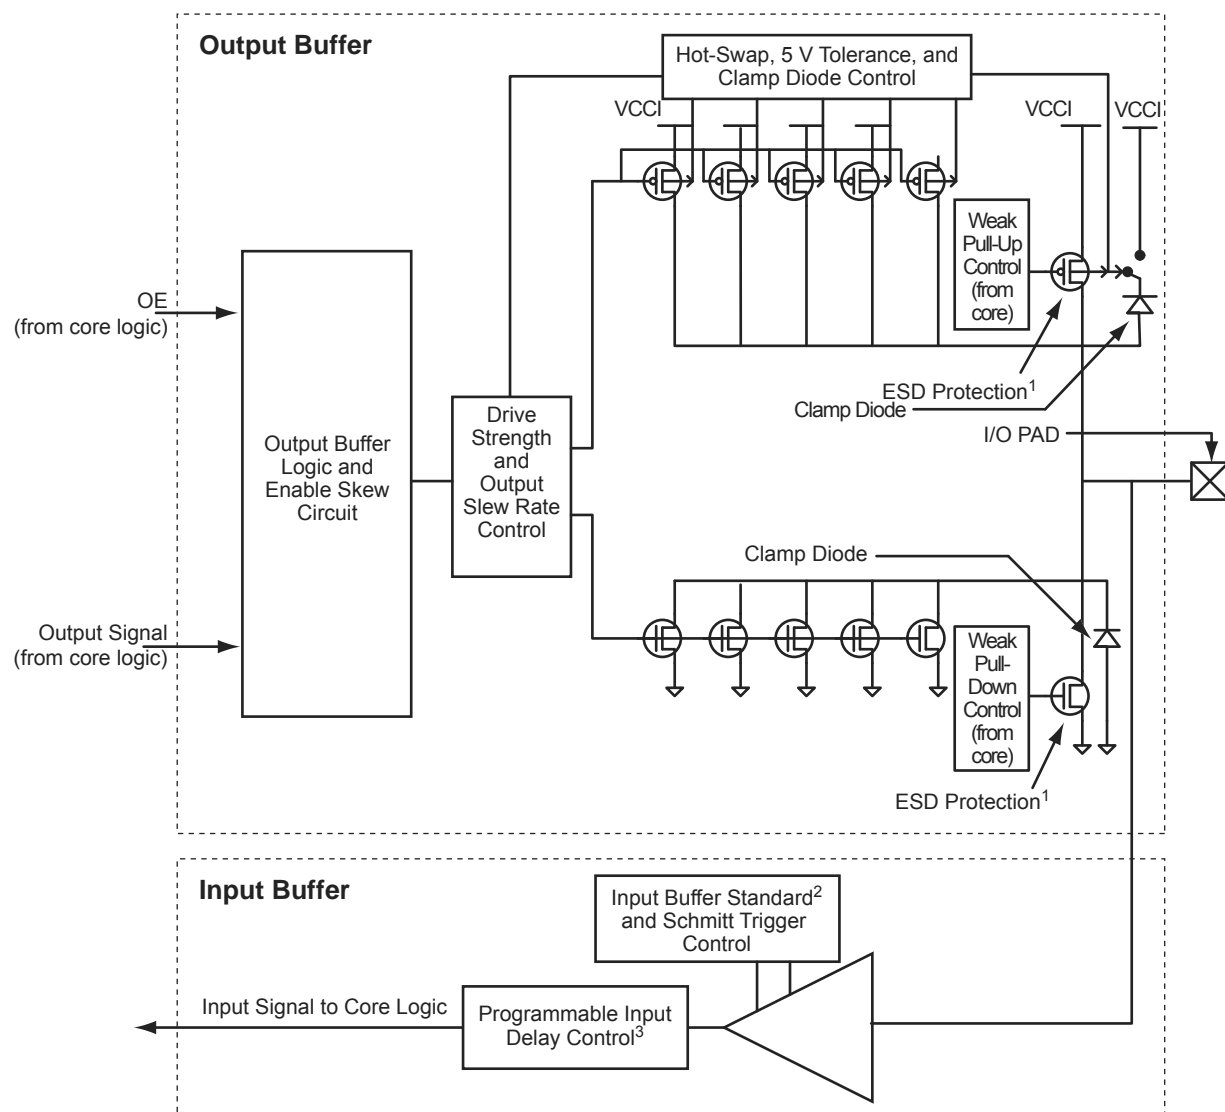 Output Buffer
Hot-Swap, 5 V Tolerance, and
Clamp Diode Control
VCCI
VCCI
VCCI
Weak
Pull-Up
Control
(from
core)
OE
(from core logic)
ESD Protection1
Clamp Diode
I/O PAD
Drive
Strength
and
Output
Slew Rate
Control
Output Buffer
Logic and
Enable Skew
Circuit
Clamp Diode
Output Signal
(from core logic)
Weak
Pull-
Down
Control
(from
core)
ESD Protection1
Input Buffer
Input Buffer Standard2
and Schmitt Trigger
Control
Input Signal to Core Logic
Programmable Input
Delay Control3